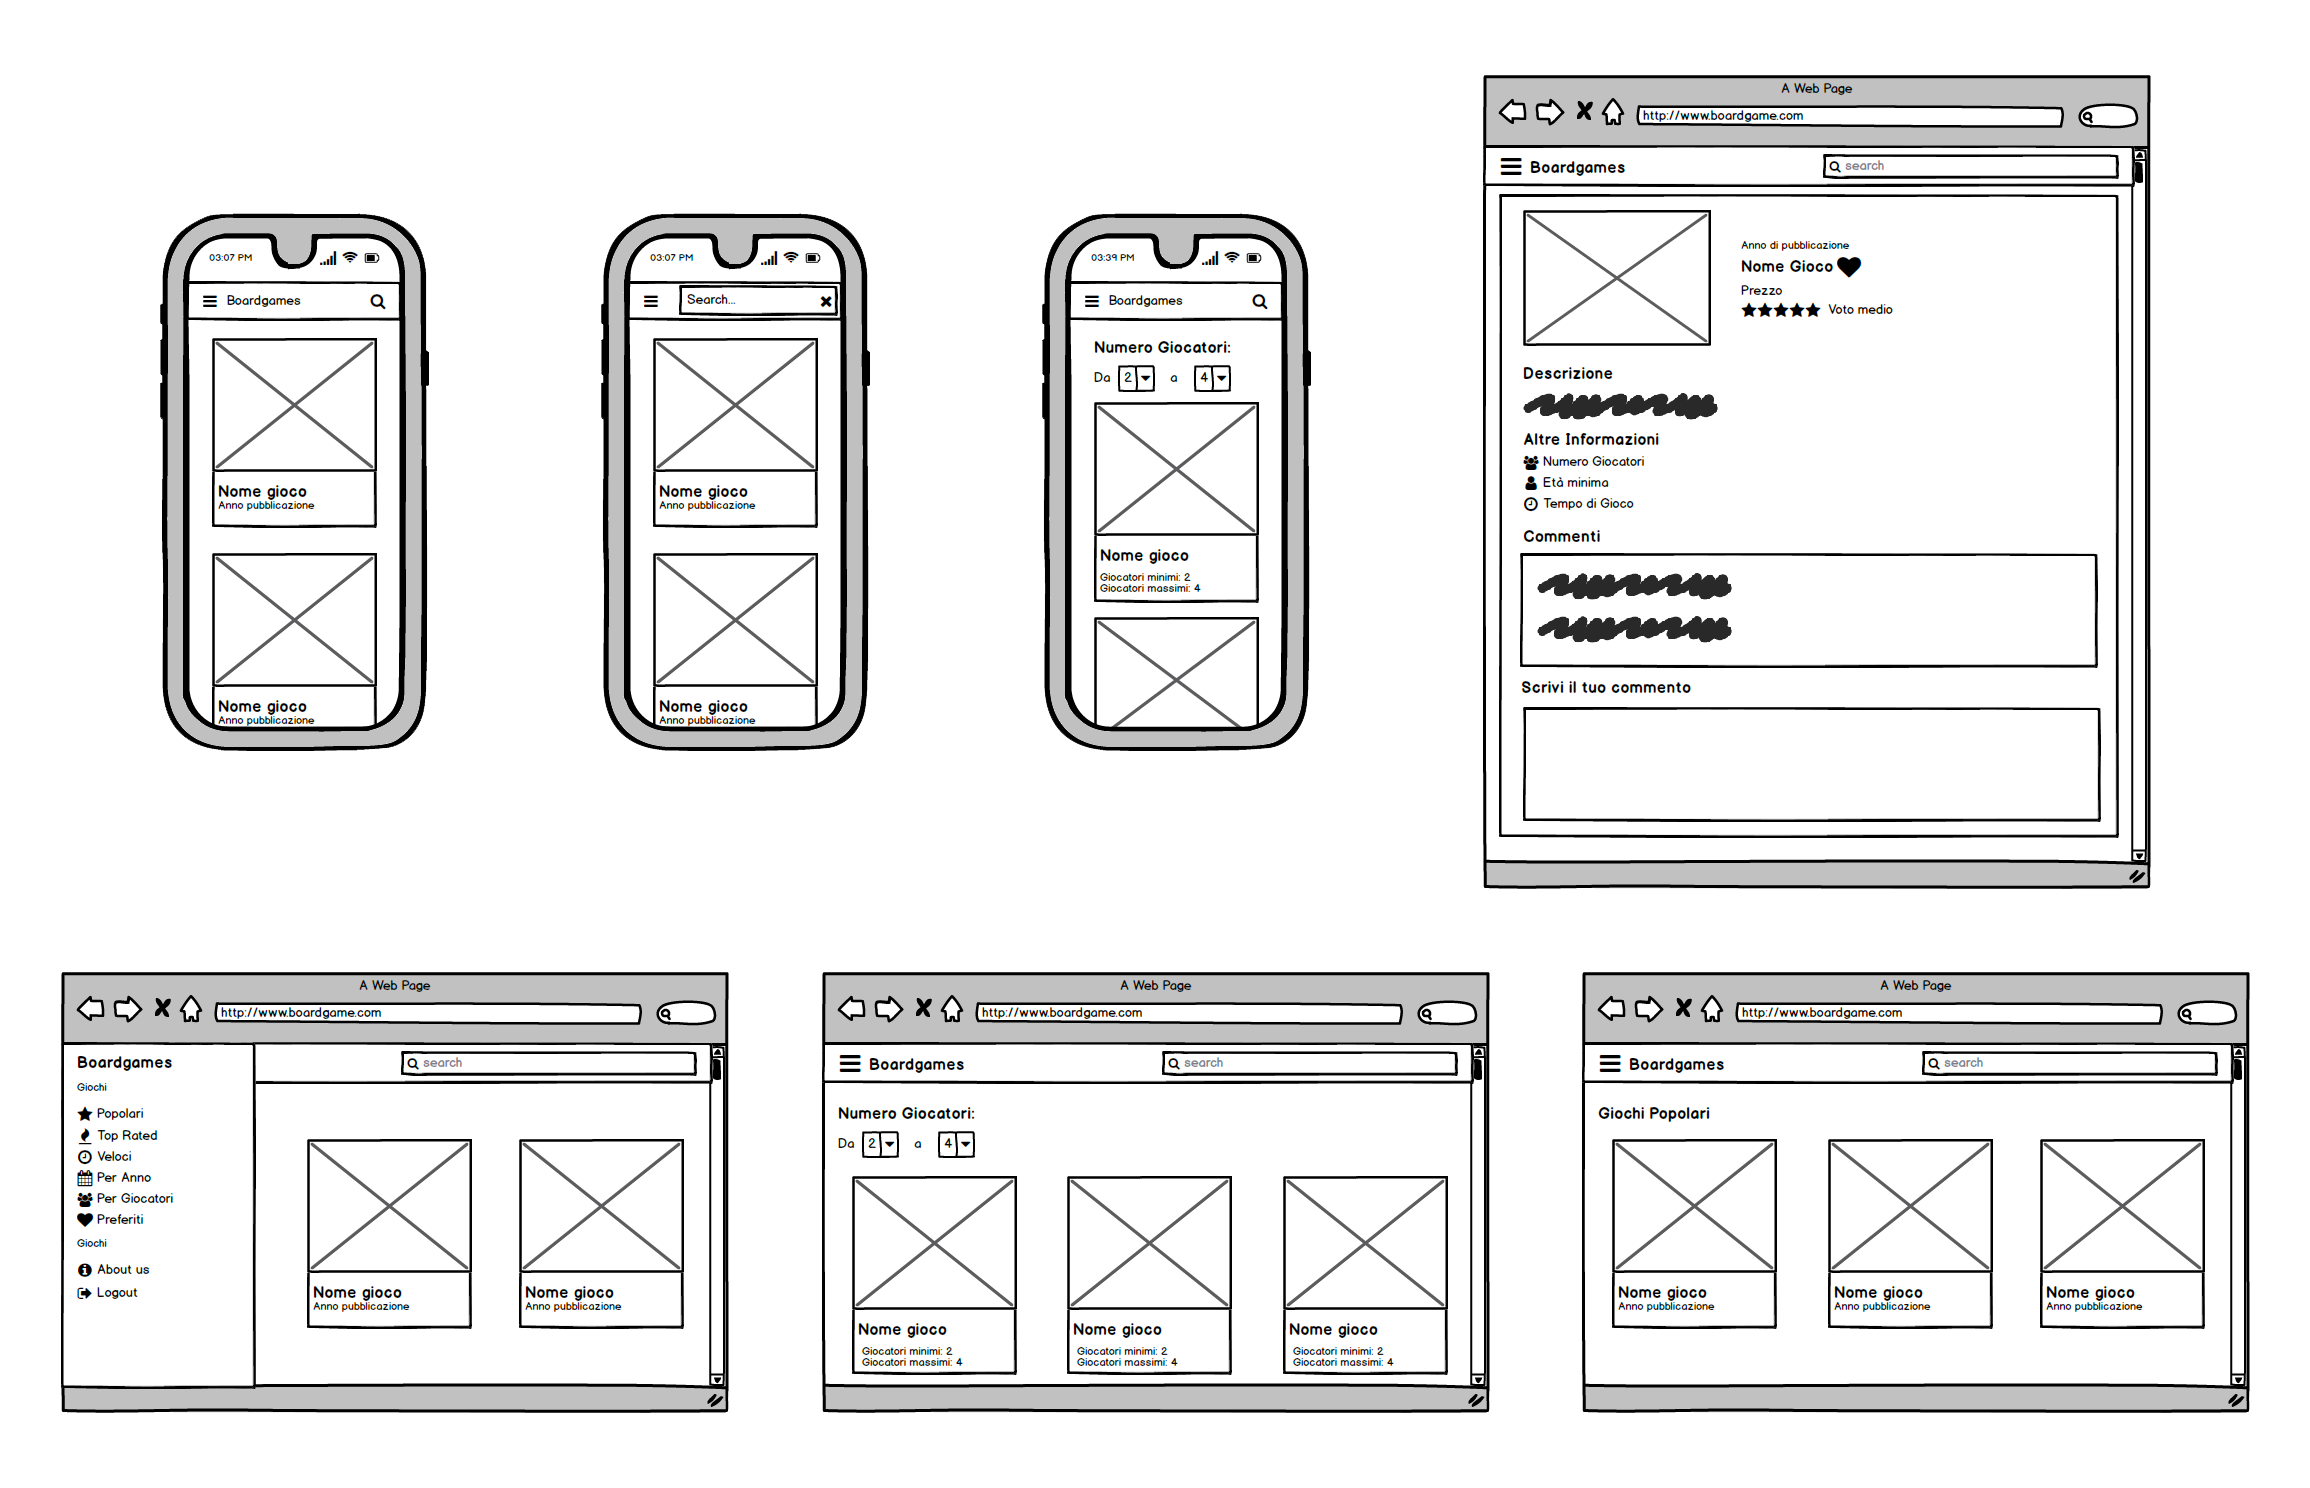 03:07 PM
Boardgames
Nome gioco
Anno pubblicazione
Nome gioco
Anno pubblicazione
03:07 PM
Search...
Nome gioco
Anno pubblicazione
Nome gioco
Anno pubblicazione
03:39 PM
Boardgames
Numero Giocatori:
Da 2 a 4
Nome gioco
Giocatori minimi: 2
Giocatori massimi: 4
A Web Page
http://www.boardgame.com
Boardgames search
Anno di pubblicazione
Nome Gioco
Prezzo
Voto medio
Descrizione
Altre Informazioni
Numero Giocatori
Età minima
Tempo di Gioco
Commenti
Scrivi il tuo commento
A Web Page
http://www.boardgame.com
Boardgames search
Giochi
Popolari
Top Rated
Veloci
Per Anno
Per Giocatori
Preferiti
Giochi
About us
Logout
Nome gioco
Anno pubblicazione
Nome gioco
Anno pubblicazione
A Web Page
http://www.boardgame.com
Boardgames search
Numero Giocatori:
Da 2 a 4
Nome gioco
Giocatori minimi: 2
Giocatori massimi: 4
Nome gioco
Giocatori minimi: 2
Giocatori massimi: 4
Nome gioco
Giocatori minimi: 2
Giocatori massimi: 4
A Web Page
http://www.boardgame.com
Boardgames search
Giochi Popolari
Nome gioco
Anno pubblicazione
Nome gioco
Anno pubblicazione
Nome gioco
Anno pubblicazione